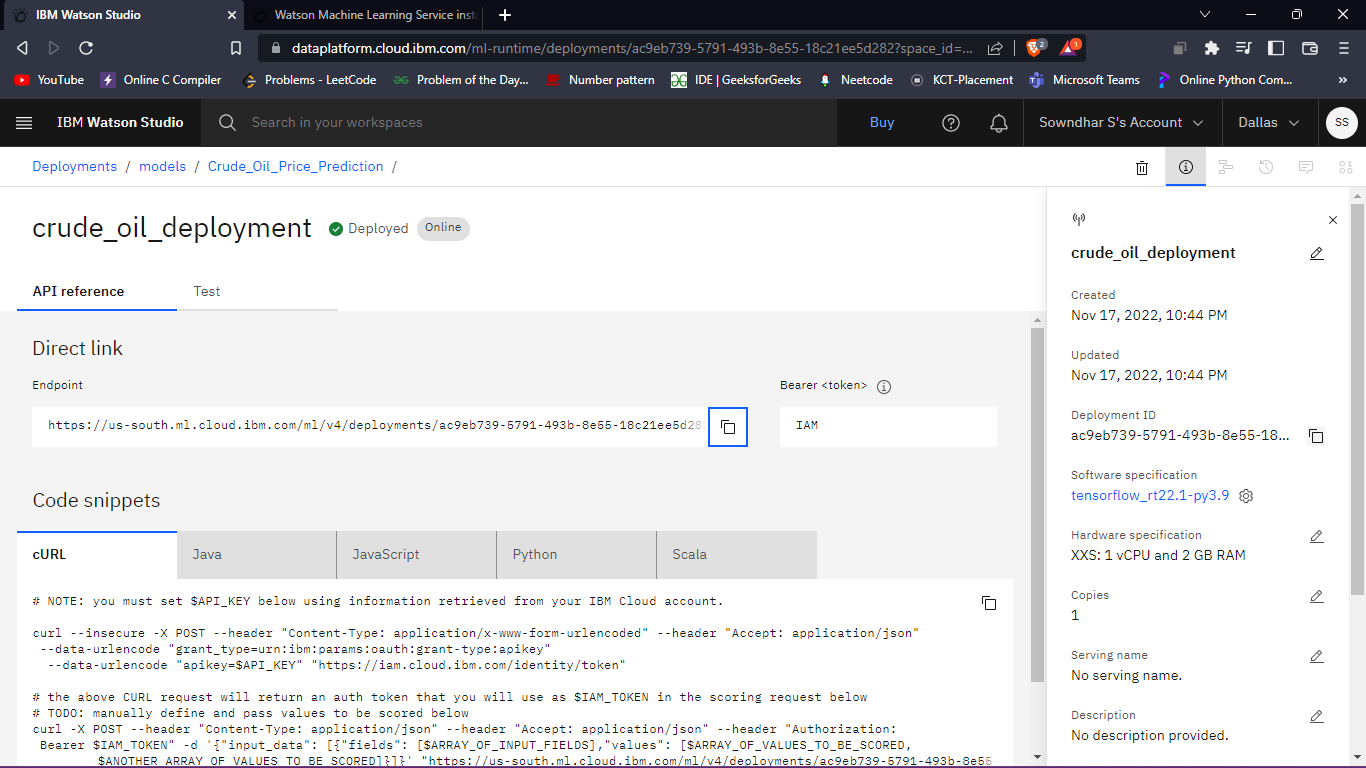 IBM Watson Studio
Watson Machine Learning Service inst
dataplatform.cloud.ibm.com/ml-runtime/deployments/ac9eb739-5791-493b-8e55-18c21ee5d282?space_id=...
2
1
YouTube
Online C Compiler
Problems - LeetCode
Problem of the Day...
Number pattern
IDE | GeeksforGeeks
Neetcode
KCT-Placement
Microsoft Teams
Online Python Com...
»
IBM Watson Studio
Search in your workspaces
Buy
Sowndhar S's Account
Dallas
SS
Deployments / models / Crude_Oil_Price_Prediction /
crude_oil_deployment
Deployed
Online
API reference
Test
Direct link
Endpoint
Bearer <token>
https://us-south.ml.cloud.ibm.com/ml/v4/deployments/ac9eb739-5791-493b-8e55-18c21ee5d28
IAM
Code snippets
cURL
Java
JavaScript
Python
Scala
# NOTE: you must set $API_KEY below using information retrieved from your IBM Cloud account.
curl --insecure -X POST --header "Content-Type: application/x-www-form-urlencoded" --header "Accept: application/json"
--data-urlencode "grant_type=urn:ibm:params:oauth:grant-type:apikey"
--data-urlencode "apikey=$API_KEY" "https://iam.cloud.ibm.com/identity/token"
# the above CURL request will return an auth token that you will use as $IAM_TOKEN in the scoring request below
# TODO: manually define and pass values to be scored below
curl -X POST --header "Content-Type: application/json" --header "Accept: application/json" --header "Authorization:
Bearer $IAM_TOKEN" -d '{"input_data": [{"fields": [$ARRAY_OF_INPUT_FIELDS],"values": [$ARRAY_OF_VALUES_TO_BE_SCORED,
$ANOTHER_ARRAY_OF_VALUES_TO_BE_SCORED]}]}' "https://us-south.ml.cloud.ibm.com/ml/v4/deployments/ac9eb739-5791-493b-8e55-
crude_oil_deployment
Created
Nov 17, 2022, 10:44 PM
Updated
Nov 17, 2022, 10:44 PM
Deployment ID
ac9eb739-5791-493b-8e55-18...
Software specification
tensorflow_rt22.1-py3.9
Hardware specification
XXS: 1 vCPU and 2 GB RAM
Copies
1
Serving name
No serving name.
Description
No description provided.